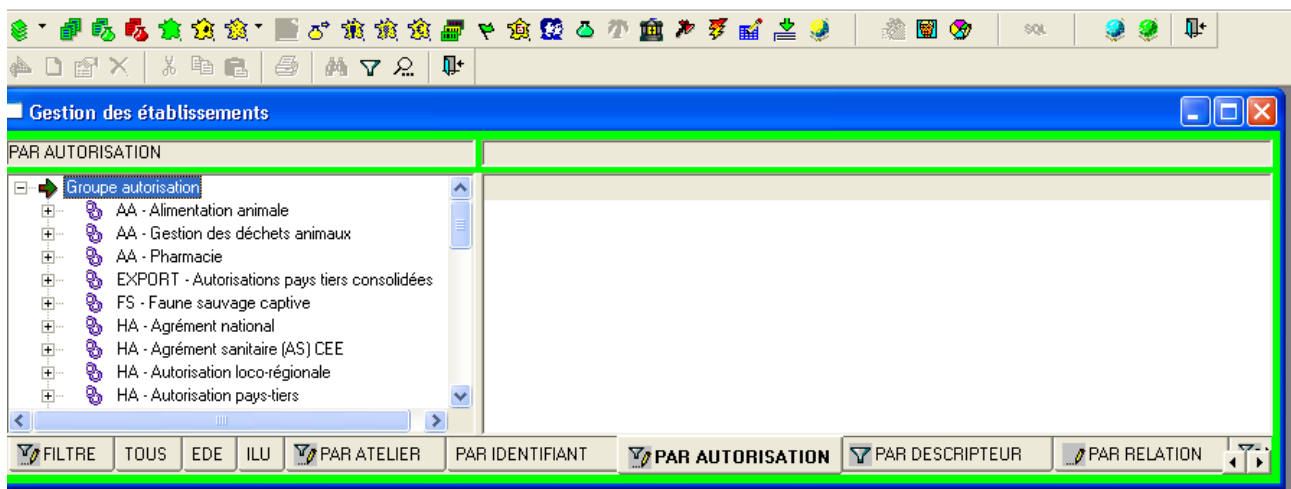 SQL
Gestion des établissements
PAR AUTORISATION
Groupe autorisation
AA - Alimentation animale
AA - Gestion des déchets animaux
AA - Pharmacie
EXPORT - Autorisations pays tiers consolidées
FS - Faune sauvage captive
HA - Agrément national
HA - Agrément sanitaire (AS) CEE
HA - Autorisation loco-régionale
HA - Autorisation pays-tiers
FILTRE TOUS EDE ILU PAR ATELIER PAR IDENTIFIANT PAR AUTORISATION PAR DESCRIPTEUR PAR RELATION